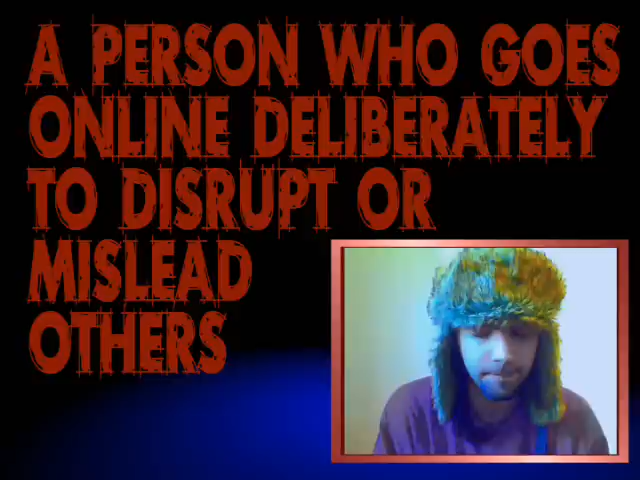 A PERSON WHO GOES
ONLINE DELIBERATELY
TO DISRUPT OR
MISLEAD
OTHERS